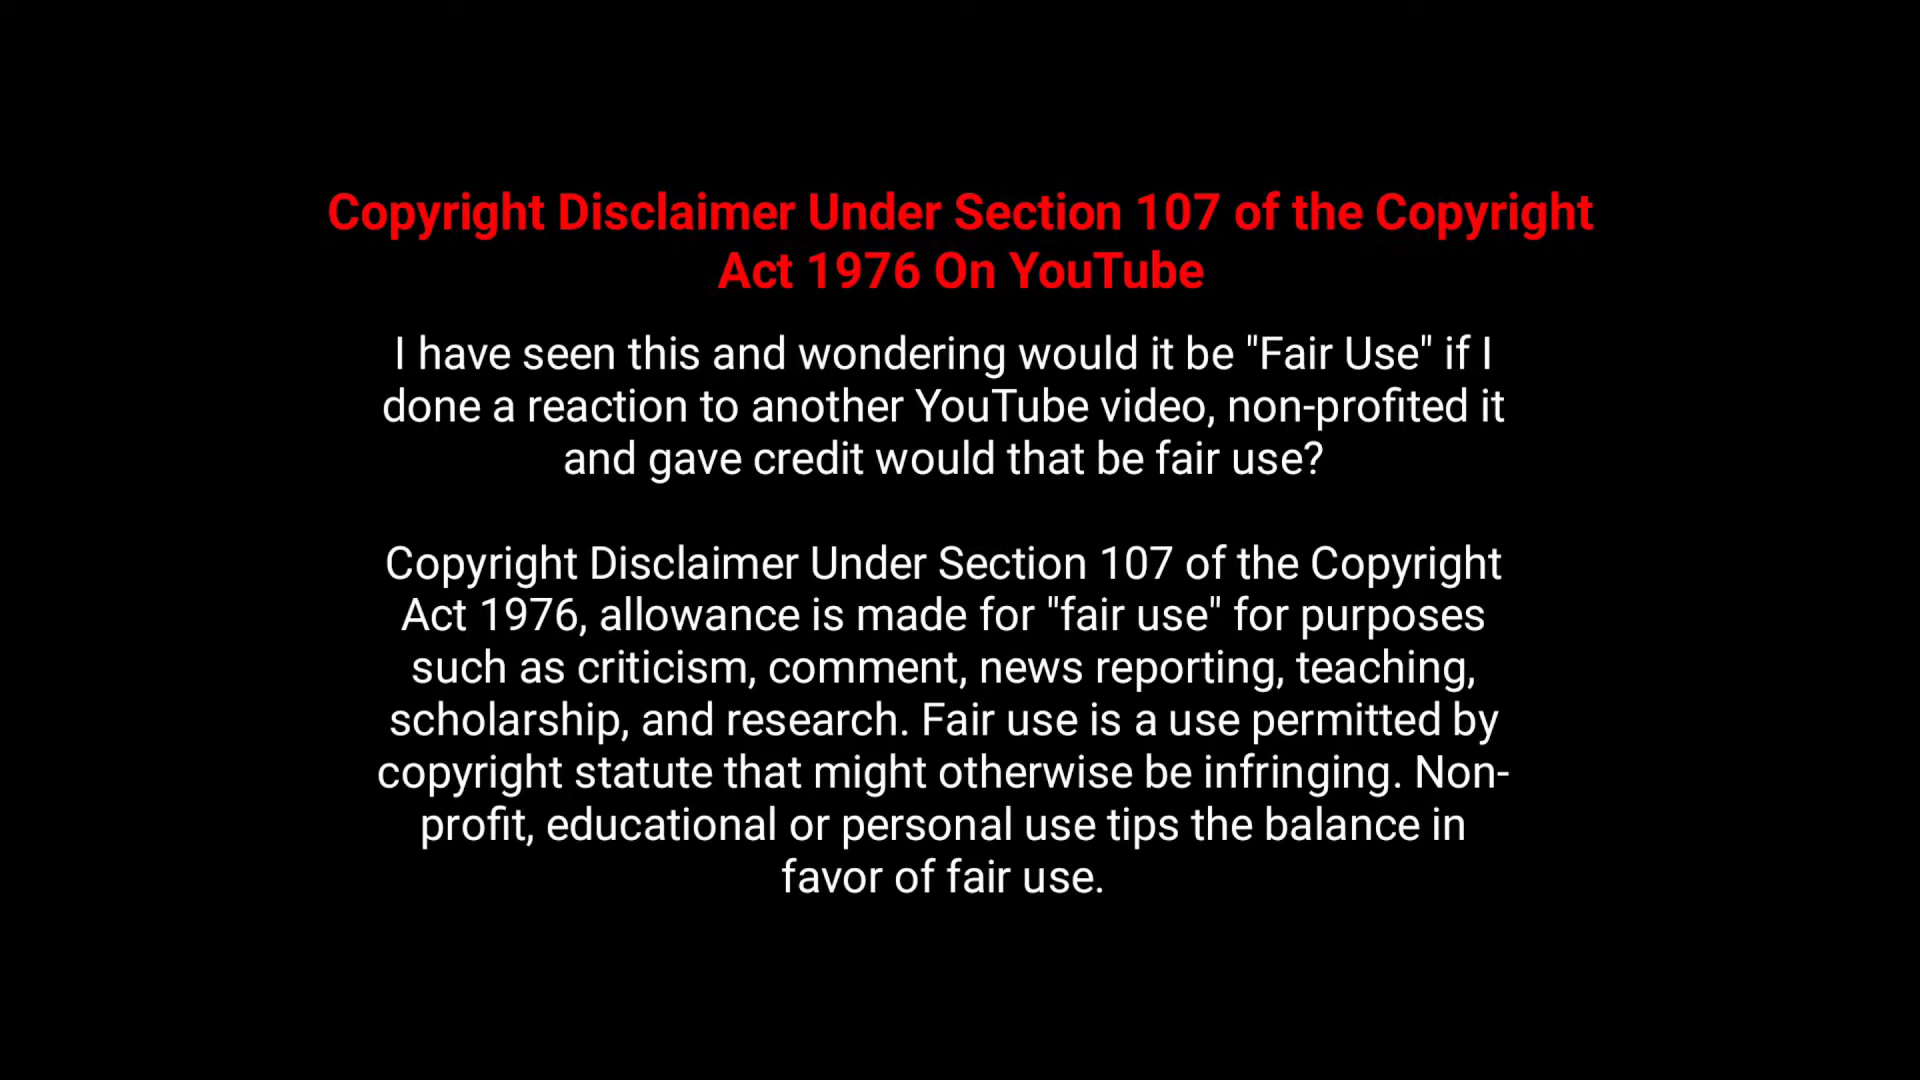 Copyright Disclaimer Under Section 107 of the Copyright
Act 1976 On YouTube
I have seen this and wondering would it be "Fair Use" if I
done a reaction to another YouTube video, non-profited it
and gave credit would that be fair use?
Copyright Disclaimer Under Section 107 of the Copyright
Act 1976, allowance is made for "fair use" for purposes
such as criticism, comment, news reporting, teaching,
scholarship, and research. Fair use is a use permitted by
copyright statute that might otherwise be infringing. Non-
profit, educational or personal use tips the balance in
favor of fair use.